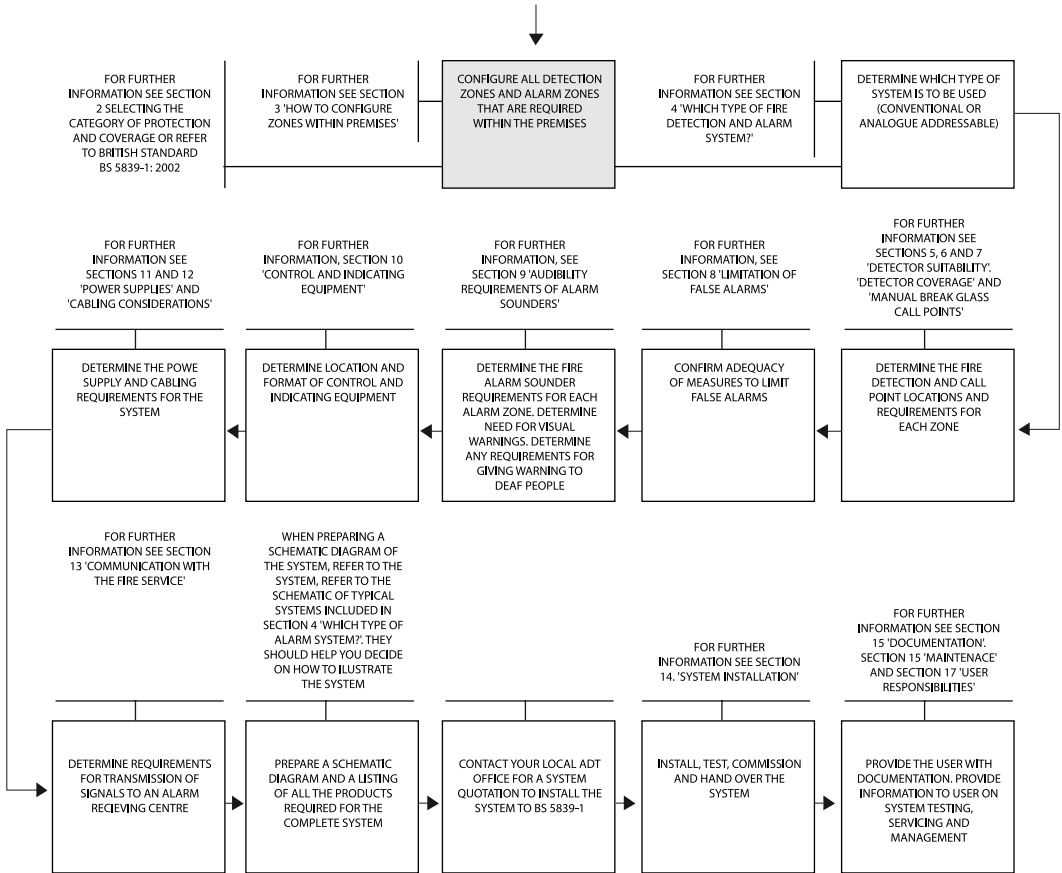 FOR FURTHER
INFORMATION SEE SECTION
2 SELECTING THE
CATEGORY OF PROTECTION
AND COVERAGE OR REFER
TO BRITISH STANDARD
BS 5839-1: 2002
FOR FURTHER
INFORMATION SEE SECTION
3 'HOW TO CONFIGURE
ZONES WITHIN PREMISES'
CONFIGURE ALL DETECTION
ZONES AND ALARM ZONES
THAT ARE REQUIRED
WITHIN THE PREMISES
FOR FURTHER
INFORMATION SEE SECTION
4 'WHICH TYPE OF FIRE
DETECTION AND ALARM
SYSTEM?'
DETERMINE WHICH TYPE OF
SYSTEM IS TO BE USED
(CONVENTIONAL OR
ANALOGUE ADDRESSABLE)
FOR FURTHER
INFORMATION SEE
SECTIONS 11 AND 12
'POWER SUPPLIES' AND
'CABLING CONSIDERATIONS'
FOR FURTHER
INFORMATION, SECTION 10
'CONTROL AND INDICATING
EQUIPMENT'
FOR FURTHER
INFORMATION, SEE
SECTION 9 'AUDIBILITY
REQUIREMENTS OF ALARM
SOUNDERS'
FOR FURTHER
INFORMATION, SEE
SECTION 8 'LIMITATION OF
FALSE ALARMS'
FOR FURTHER
INFORMATION SEE
SECTIONS 5, 6 AND 7
'DETECTOR SUITABILITY'.
'DETECTOR COVERAGE' AND
'MANUAL BREAK GLASS
CALL POINTS'
DETERMINE THE POWE
SUPPLY AND CABLING
REQUIREMENTS FOR THE
SYSTEM
DETERMINE LOCATION AND
FORMAT OF CONTROL AND
INDICATING EQUIPMENT
DETERMINE THE FIRE
ALARM SOUNDER
REQUIREMENTS FOR EACH
ALARM ZONE. DETERMINE
NEED FOR VISUAL
WARNINGS. DETERMINE
ANY REQUIREMENTS FOR
GIVING WARNING TO
DEAF PEOPLE
CONFIRM ADEQUACY
OF MEASURES TO LIMIT
FALSE ALARMS
DETERMINE THE FIRE
DETECTION AND CALL
POINT LOCATIONS AND
REQUIREMENTS FOR
EACH ZONE
FOR FURTHER
INFORMATION SEE SECTION
13 'COMMUNICATION WITH
THE FIRE SERVICE'
WHEN PREPARING A
SCHEMATIC DIAGRAM OF
THE SYSTEM, REFER TO THE
SYSTEM, REFER TO THE
SCHEMATIC OF TYPICAL
SYSTEMS INCLUDED IN
SECTION 4 'WHICH TYPE OF
ALARM SYSTEM?'. THEY
SHOULD HELP YOU DECIDE
ON HOW TO ILUSTRATE
THE SYSTEM
FOR FURTHER
INFORMATION SEE SECTION
14. 'SYSTEM INSTALLATION'
FOR FURTHER
INFORMATION SEE SECTION
15 'DOCUMENTATION'.
SECTION 15 'MAINTENACE'
AND SECTION 17 'USER
RESPONSIBILITIES'
DETERMINE REQUIREMENTS
FOR TRANSMISSION OF
SIGNALS TO AN ALARM
RECIEVING CENTRE
PREPARE A SCHEMATIC
DIAGRAM AND A LISTING
OF ALL THE PRODUCTS
REQUIRED FOR THE
COMPLETE SYSTEM
CONTACT YOUR LOCAL ADT
OFFICE FOR A SYSTEM
QUOTATION TO INSTALL THE
SYSTEM TO BS 5839-1
INSTALL, TEST, COMMISSION
AND HAND OVER THE
SYSTEM
PROVIDE THE USER WITH
DOCUMENTATION. PROVIDE
INFORMATION TO USER ON
SYSTEM TESTING,
SERVICING AND
MANAGEMENT